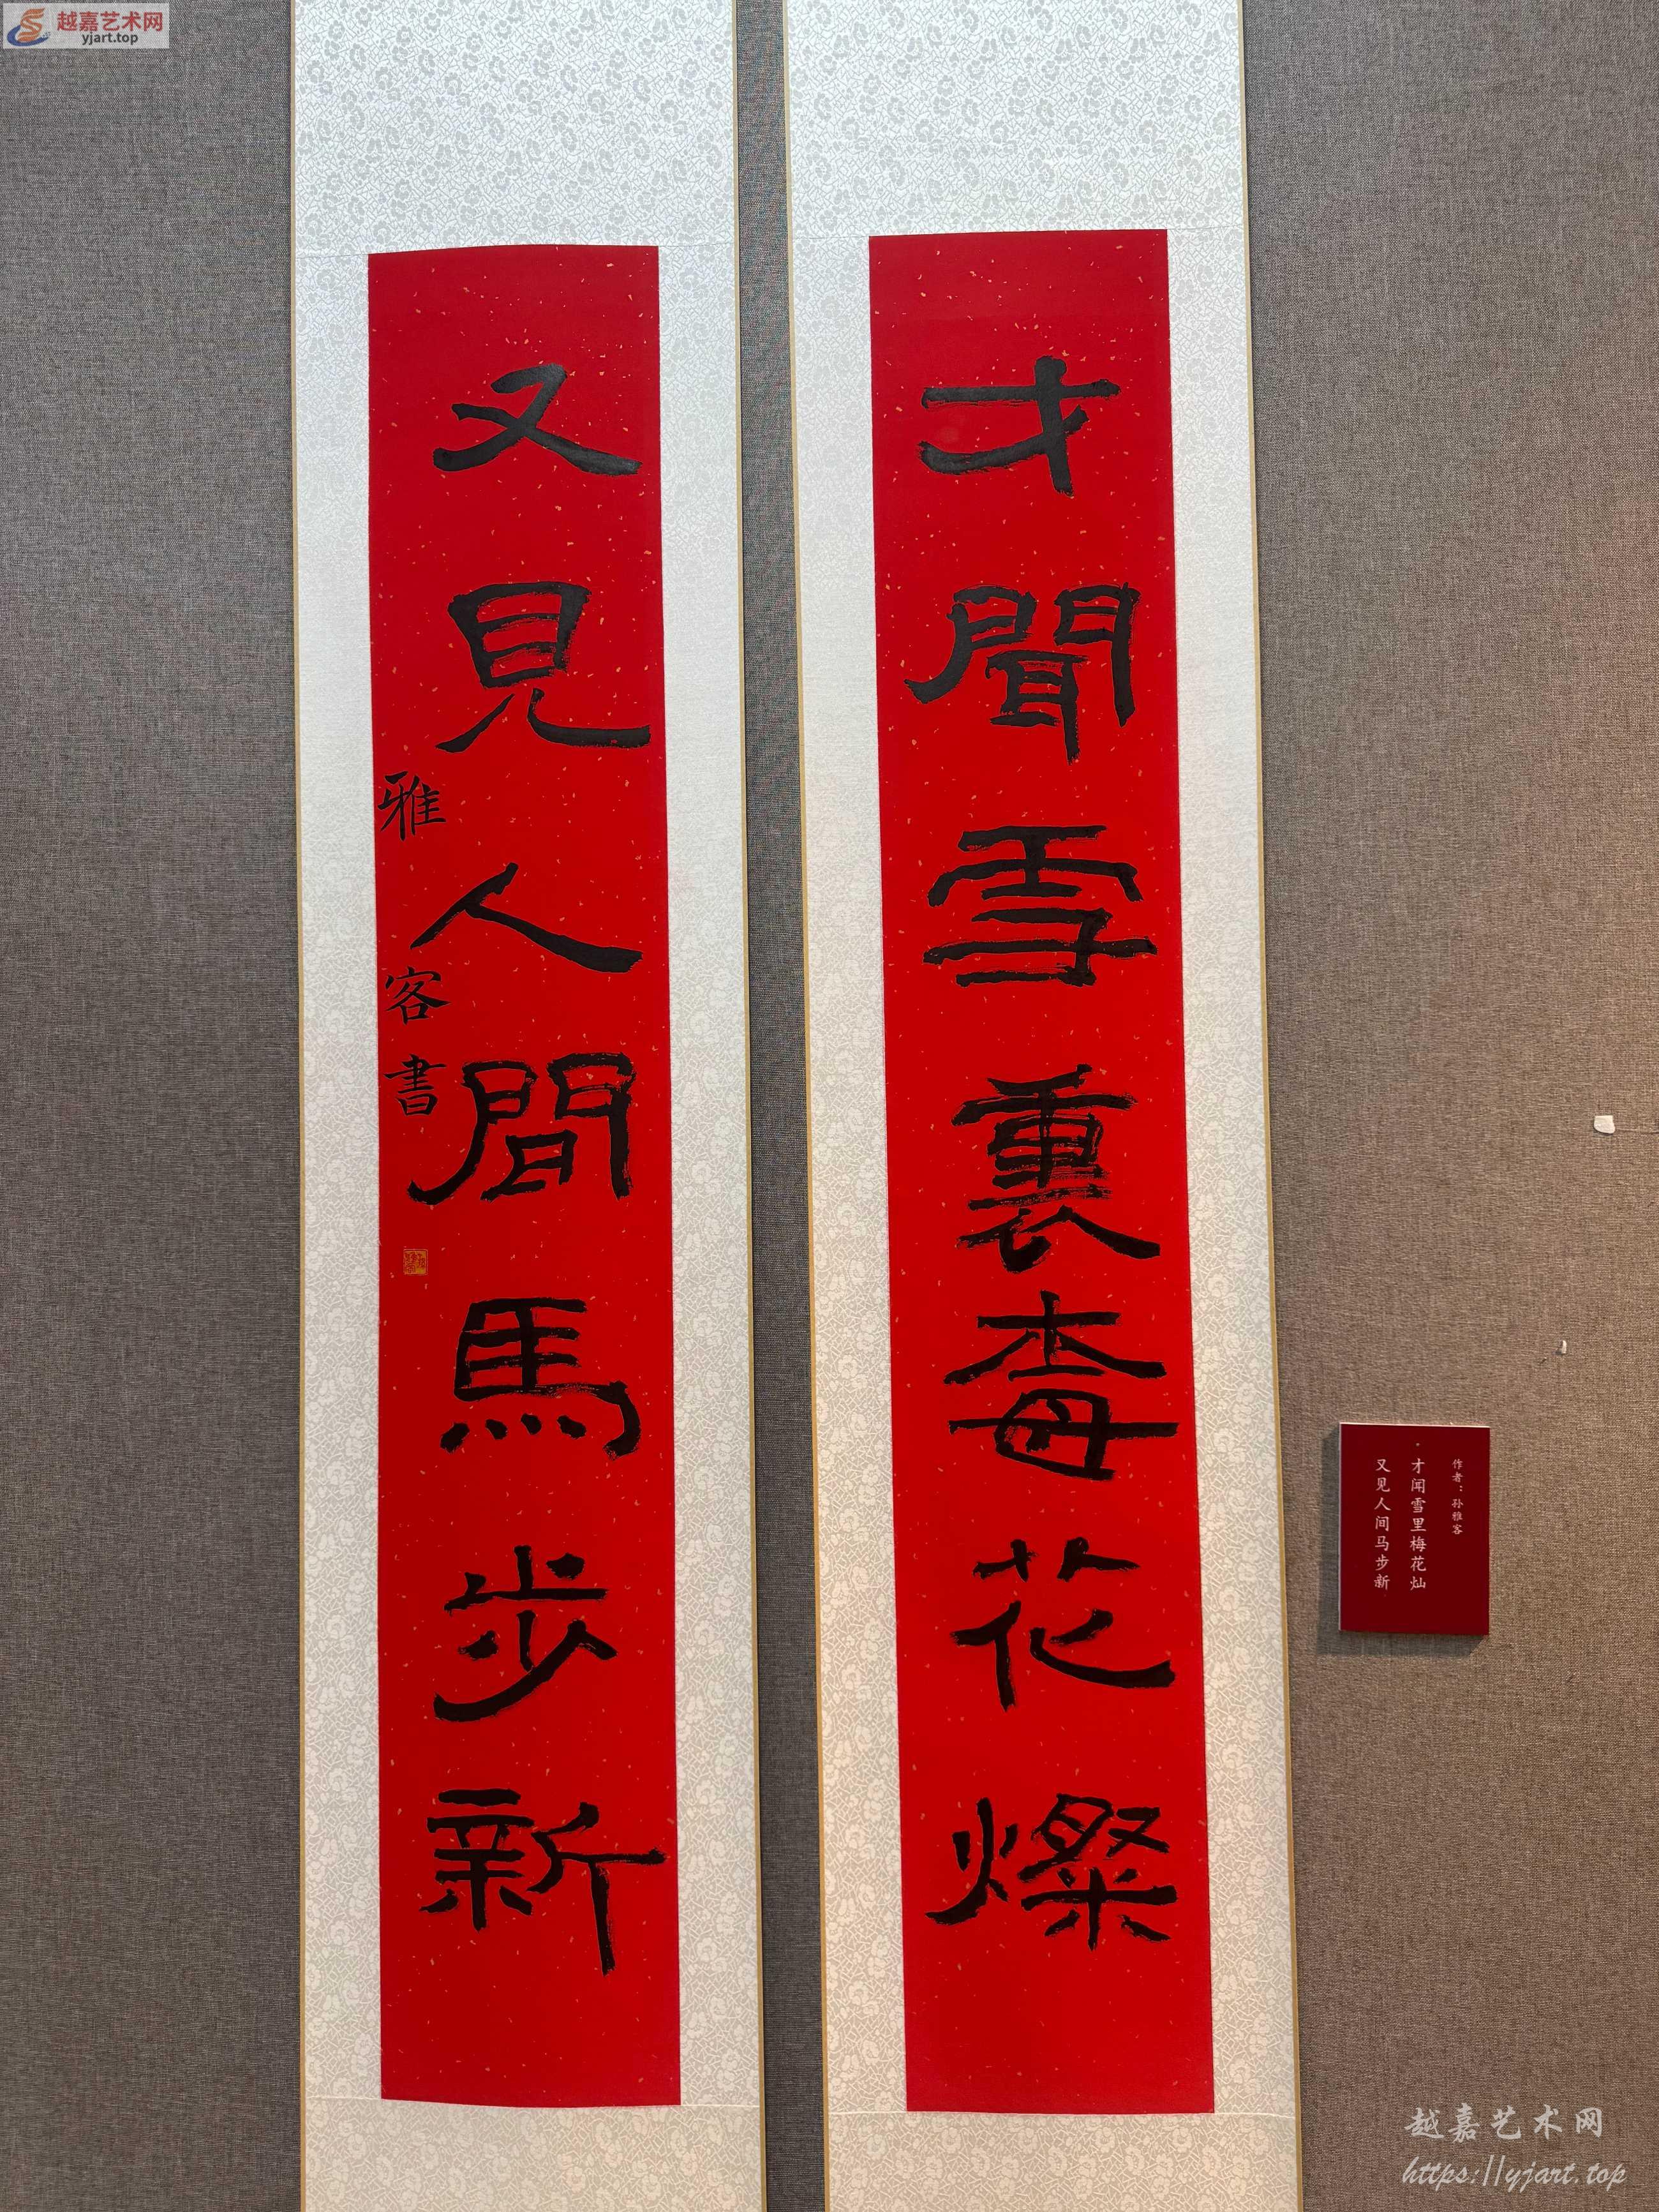 越嘉艺术网
yjart.top
才聞雪裏梅花燦
又見人間馬步新
雅客書
作者：孙雅客
才闻雪里梅花灿
又见人间马步新
越嘉艺术网
https://yjart.top